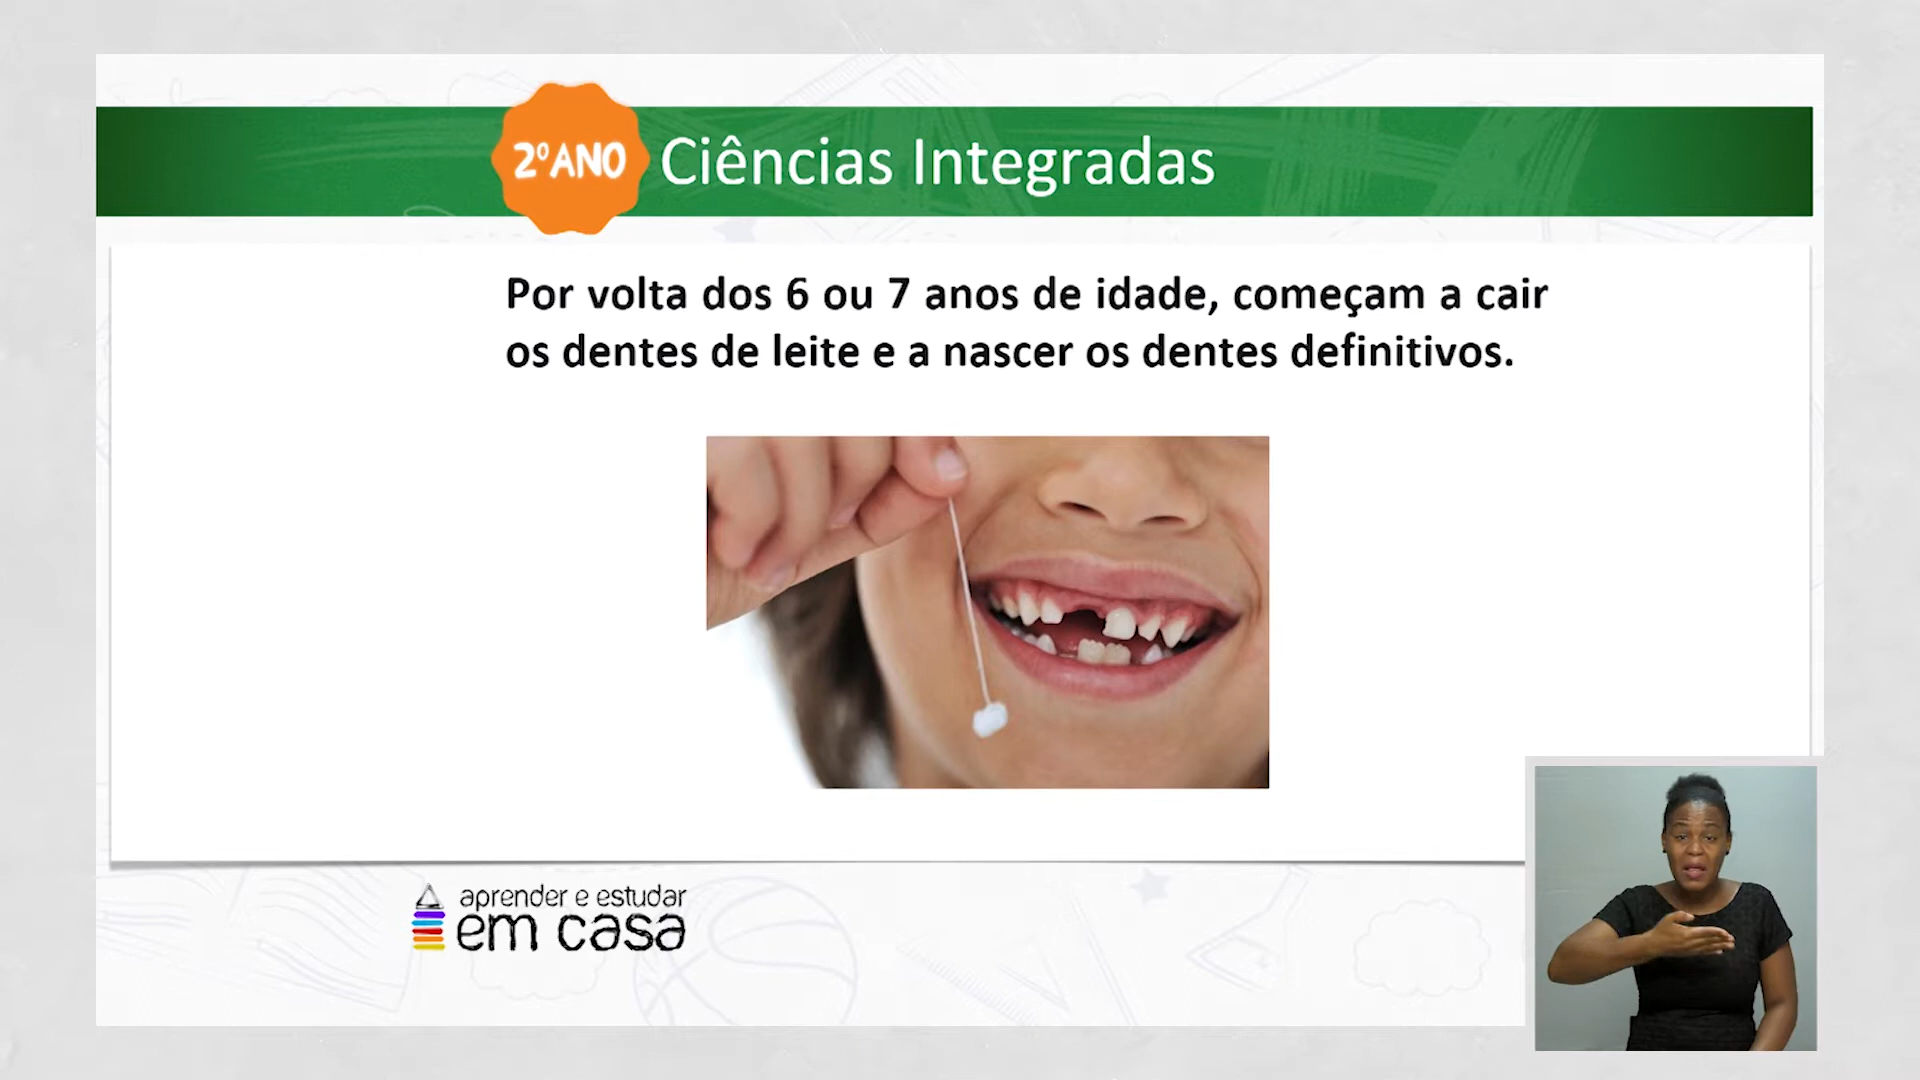 2ºANO
Ciências Integradas
Por volta dos 6 ou 7 anos de idade, começam a cair
os dentes de leite e a nascer os dentes definitivos.
aprender e estudar
em casa